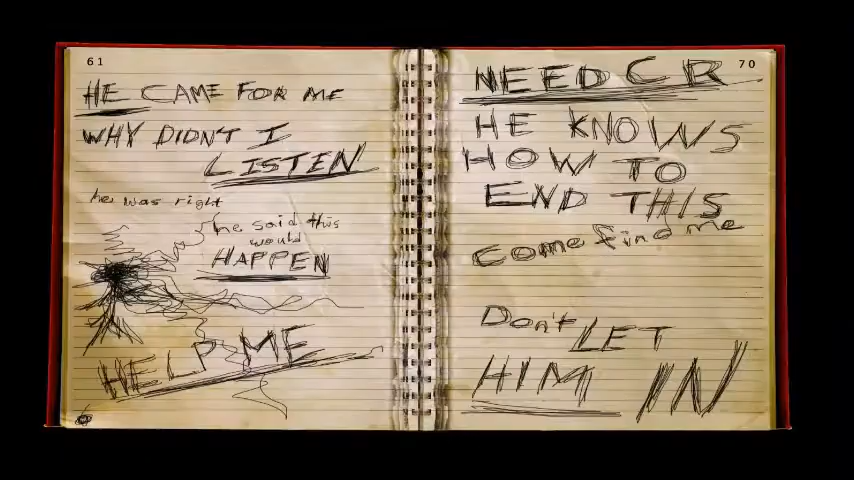 61
HE CAME FOR ME
WHY DIDN'T I
LISTEN
he was right
he said this
would
HAPPEN
HELP ME
70
NEED CR
HE KNOWS
HOW TO
END THIS
come find me
Don't LET
HIM IN